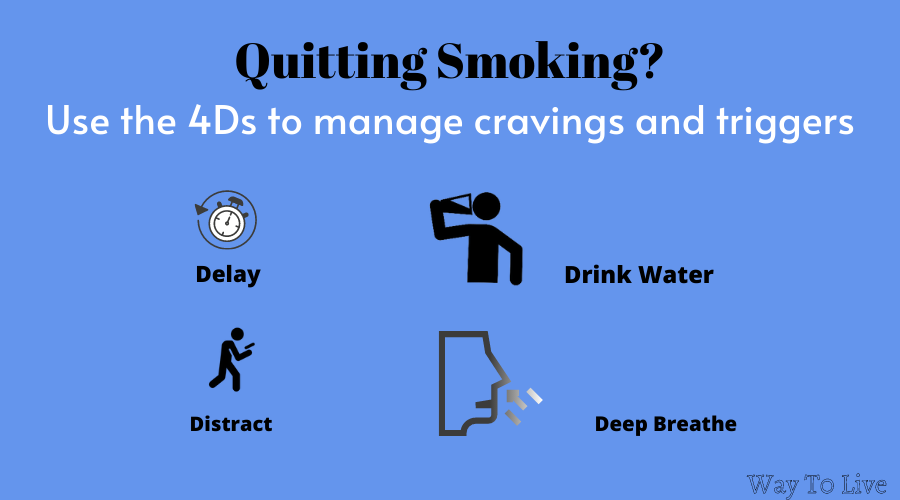 Quitting Smoking?
Use the 4Ds to manage cravings and triggers
Delay
Drink Water
Distract
Deep Breathe
Way To Live